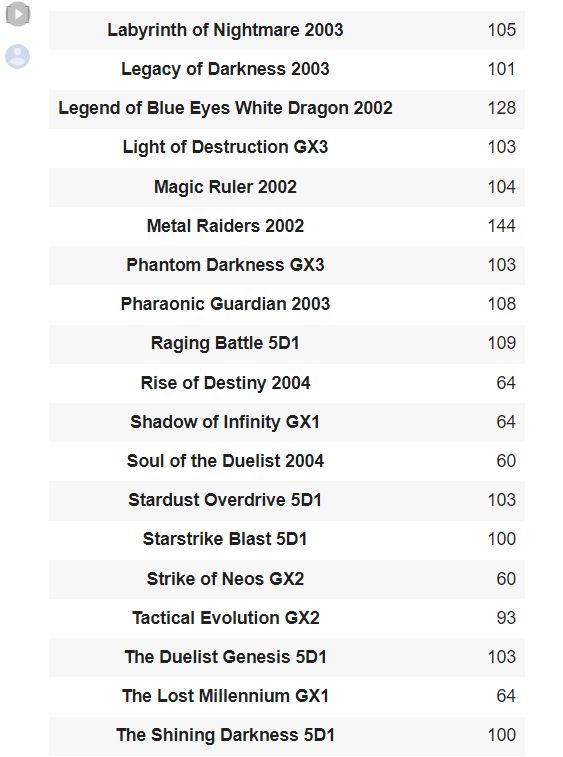 Labyrinth of Nightmare 2003 105
Legacy of Darkness 2003 101
Legend of Blue Eyes White Dragon 2002 128
Light of Destruction GX3 103
Magic Ruler 2002 104
Metal Raiders 2002 144
Phantom Darkness GX3 103
Pharaonic Guardian 2003 108
Raging Battle 5D1 109
Rise of Destiny 2004 64
Shadow of Infinity GX1 64
Soul of the Duelist 2004 60
Stardust Overdrive 5D1 103
Starstrike Blast 5D1 100
Strike of Neos GX2 60
Tactical Evolution GX2 93
The Duelist Genesis 5D1 103
The Lost Millennium GX1 64
The Shining Darkness 5D1 100